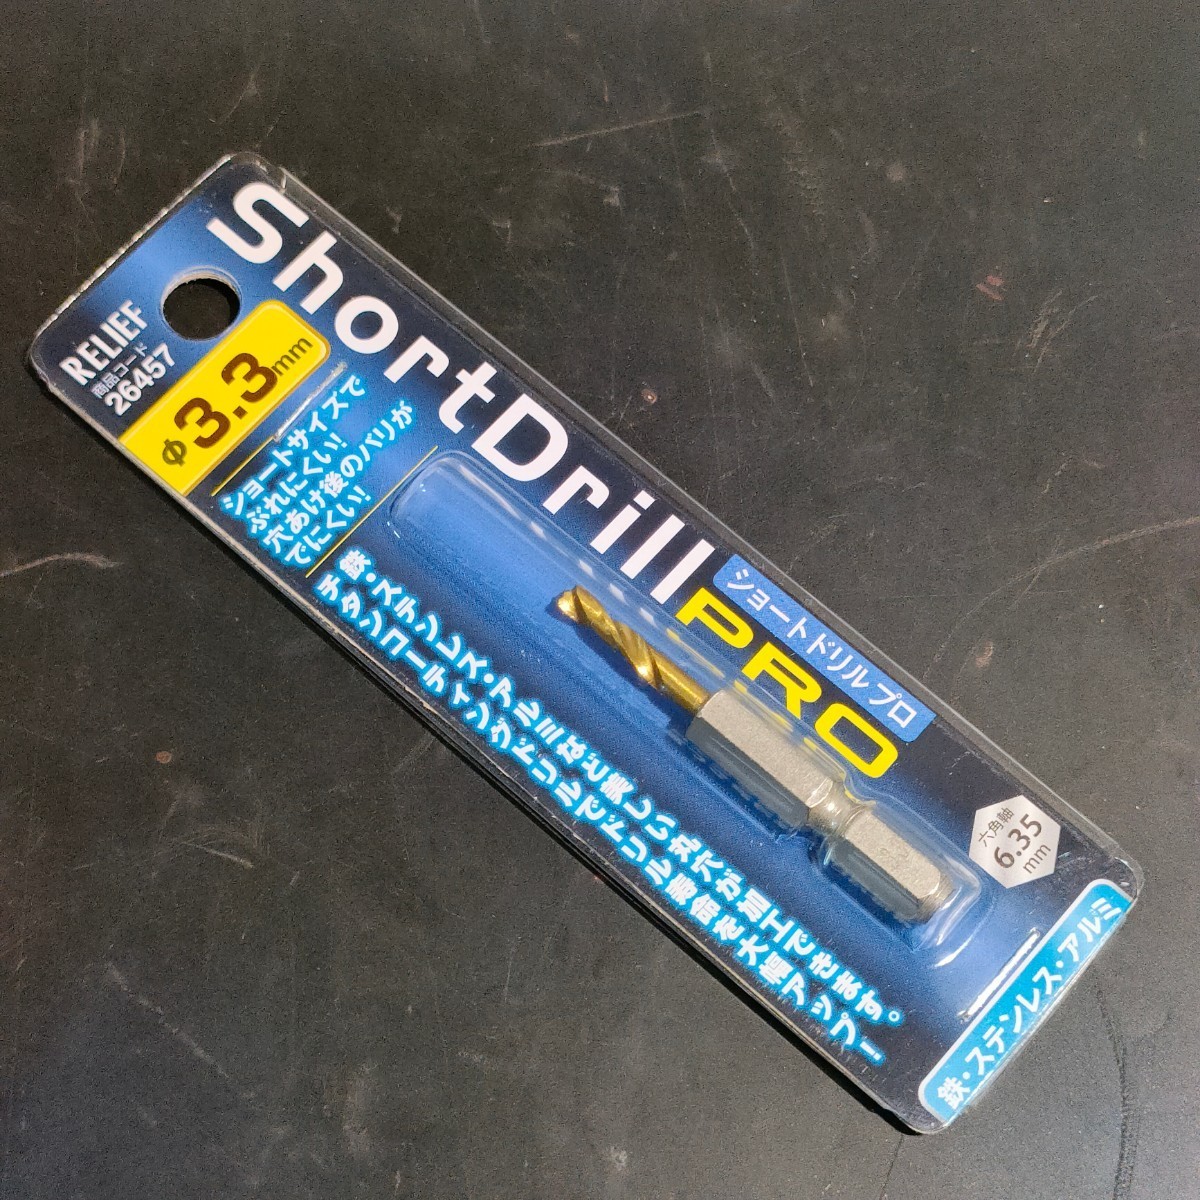 RELIEF
商品コード
26457
φ3.3mm
ShortDrill
PRO
ショートドリルプロ
ショートサイズで
ぶれにくい!
穴あけ後のバリが
でにくい!
鉄・ステンレス・アルミなど美しい丸穴が加工できます。
チタンコーティングドリルでドリル寿命を大幅アップ!
六角軸
6.35
mm
鉄・ステンレス・アルミ